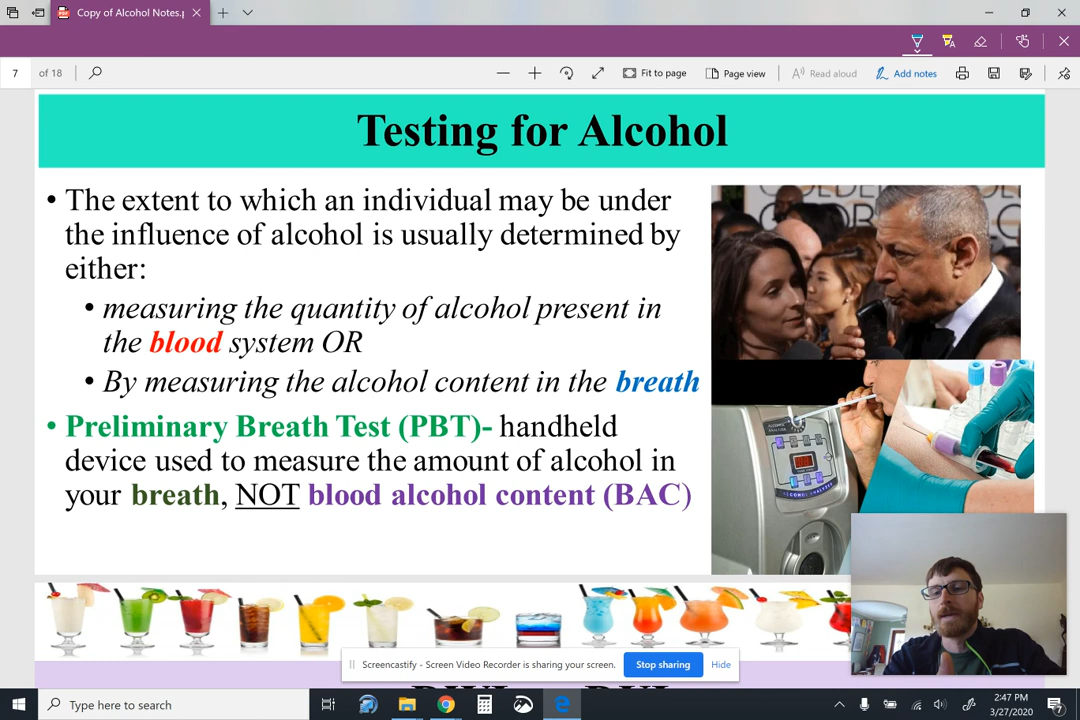 Copy of Alcohol Notes.p
7 of 18 Fit to page Page view Read aloud Add notes
Testing for Alcohol
GOLDEN
• The extent to which an individual may be under
the influence of alcohol is usually determined by
either:
• measuring the quantity of alcohol present in
the blood system OR
• By measuring the alcohol content in the breath
• Preliminary Breath Test (PBT)- handheld
device used to measure the amount of alcohol in
your breath, NOT blood alcohol content (BAC)
ALCOHOL ANALYZER
Screencastify - Screen Video Recorder is sharing your screen. Stop sharing Hide
Type here to search
2:47 PM
3/27/2020
7